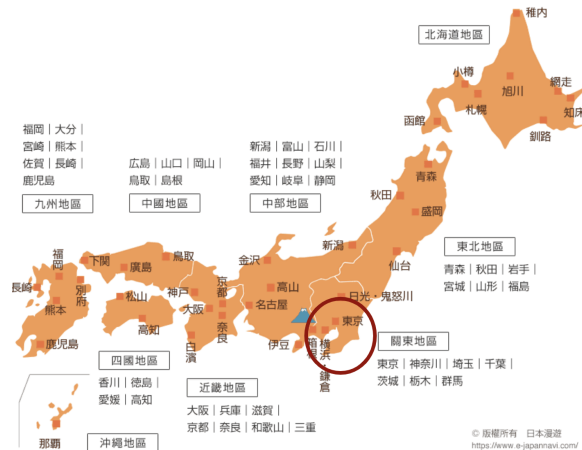 稚内
北海道地區
小樽
旭川
網走
札幌
知床
函館
釧路
福岡│大分│
宮崎│熊本│
佐賀│長崎│
鹿児島
九州地區
広島│山口│岡山│
鳥取│島根
中國地區
新潟│富山│石川│
福井│長野│山梨│
愛知│岐阜│静岡
中部地區
青森
秋田
盛岡
仙台
東北地區
青森│秋田│岩手│
宮城│山形│福島
新潟
金沢
高山
名古屋
日光・鬼怒川
東京
箱根
横浜・鎌倉
伊豆
關東地區
東京│神奈川│埼玉│千葉│
茨城│栃木│群馬
福岡
下関
廣島
鳥取
京都
神戸
大阪
奈良
白濱
長崎
別府
熊本
鹿児島
松山
高知
四國地區
香川│徳島│
愛媛│高知
近畿地區
大阪│兵庫│滋賀│
京都│奈良│和歌山│三重
那覇
沖繩地區
© 版權所有 日本漫遊
https://www.e-japannavi.com/